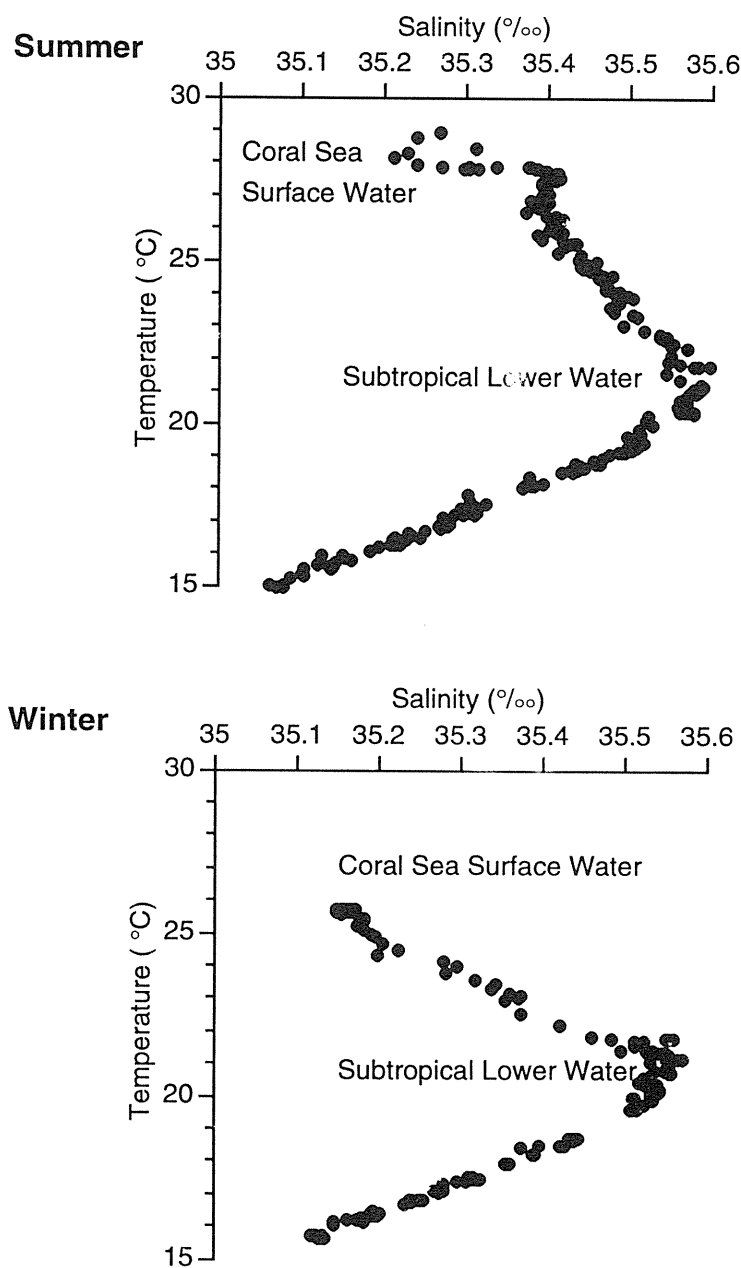 Summer
Salinity (°/oo)
35 35.1 35.2 35.3 35.4 35.5 35.6
30
Coral Sea
Surface Water
25
Temperature ( °C)
Subtropical Lower Water
20
15
Winter
Salinity (°/oo)
35 35.1 35.2 35.3 35.4 35.5 35.6
30
Coral Sea Surface Water
25
Temperature ( °C)
Subtropical Lower Water
20
15